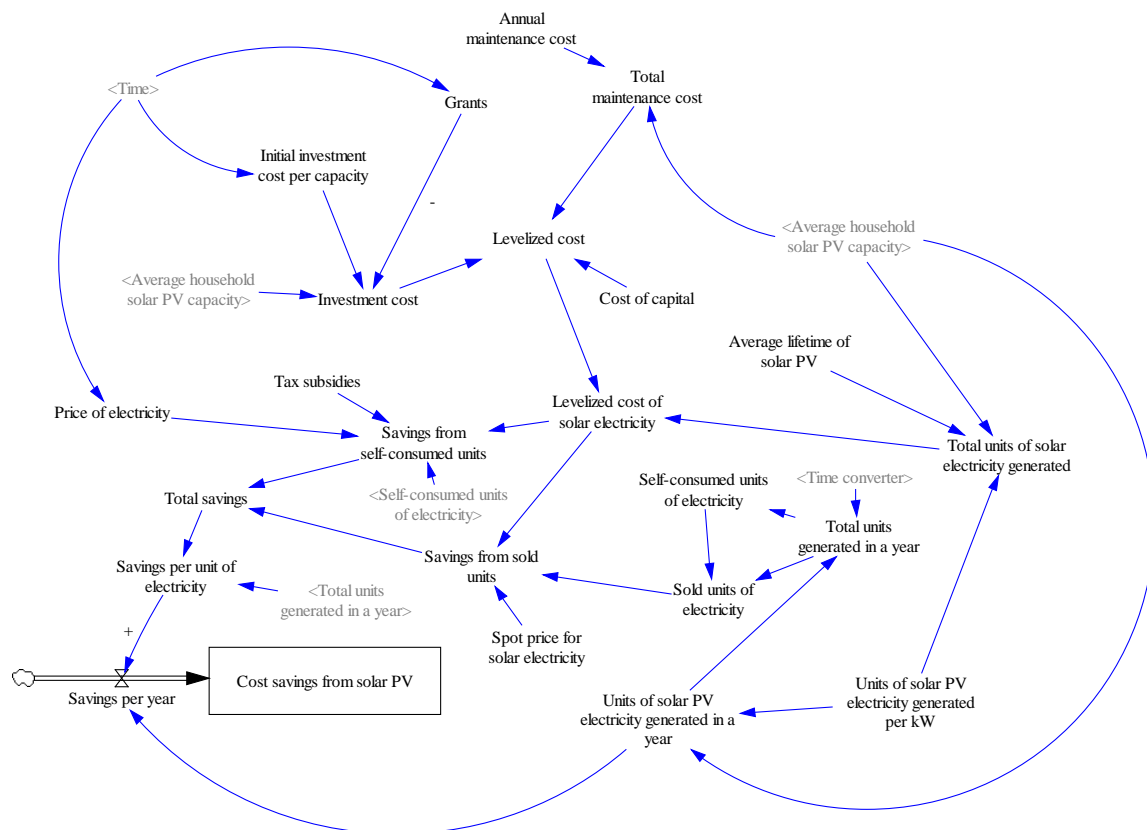 Annual
maintenance cost
<Time>
Grants
Total
maintenance cost
Initial investment
cost per capacity
-
<Average household
solar PV capacity>
Levelized cost
<Average household
solar PV capacity>
Investment cost
Cost of capital
Average lifetime of
solar PV
Tax subsidies
Price of electricity
Savings from
self-consumed units
Levelized cost of
solar electricity
Total units of solar
electricity generated
Total savings
<Self-consumed units
of electricity>
Self-consumed units
of electricity
<Time converter>
Total units
generated in a year
Savings per unit of
electricity
Savings from sold
units
Sold units of
electricity
<Total units
generated in a year>
+
Spot price for
solar electricity
Cost savings from solar PV
Savings per year
Units of solar PV
electricity generated in a
year
Units of solar PV
electricity generated
per kW